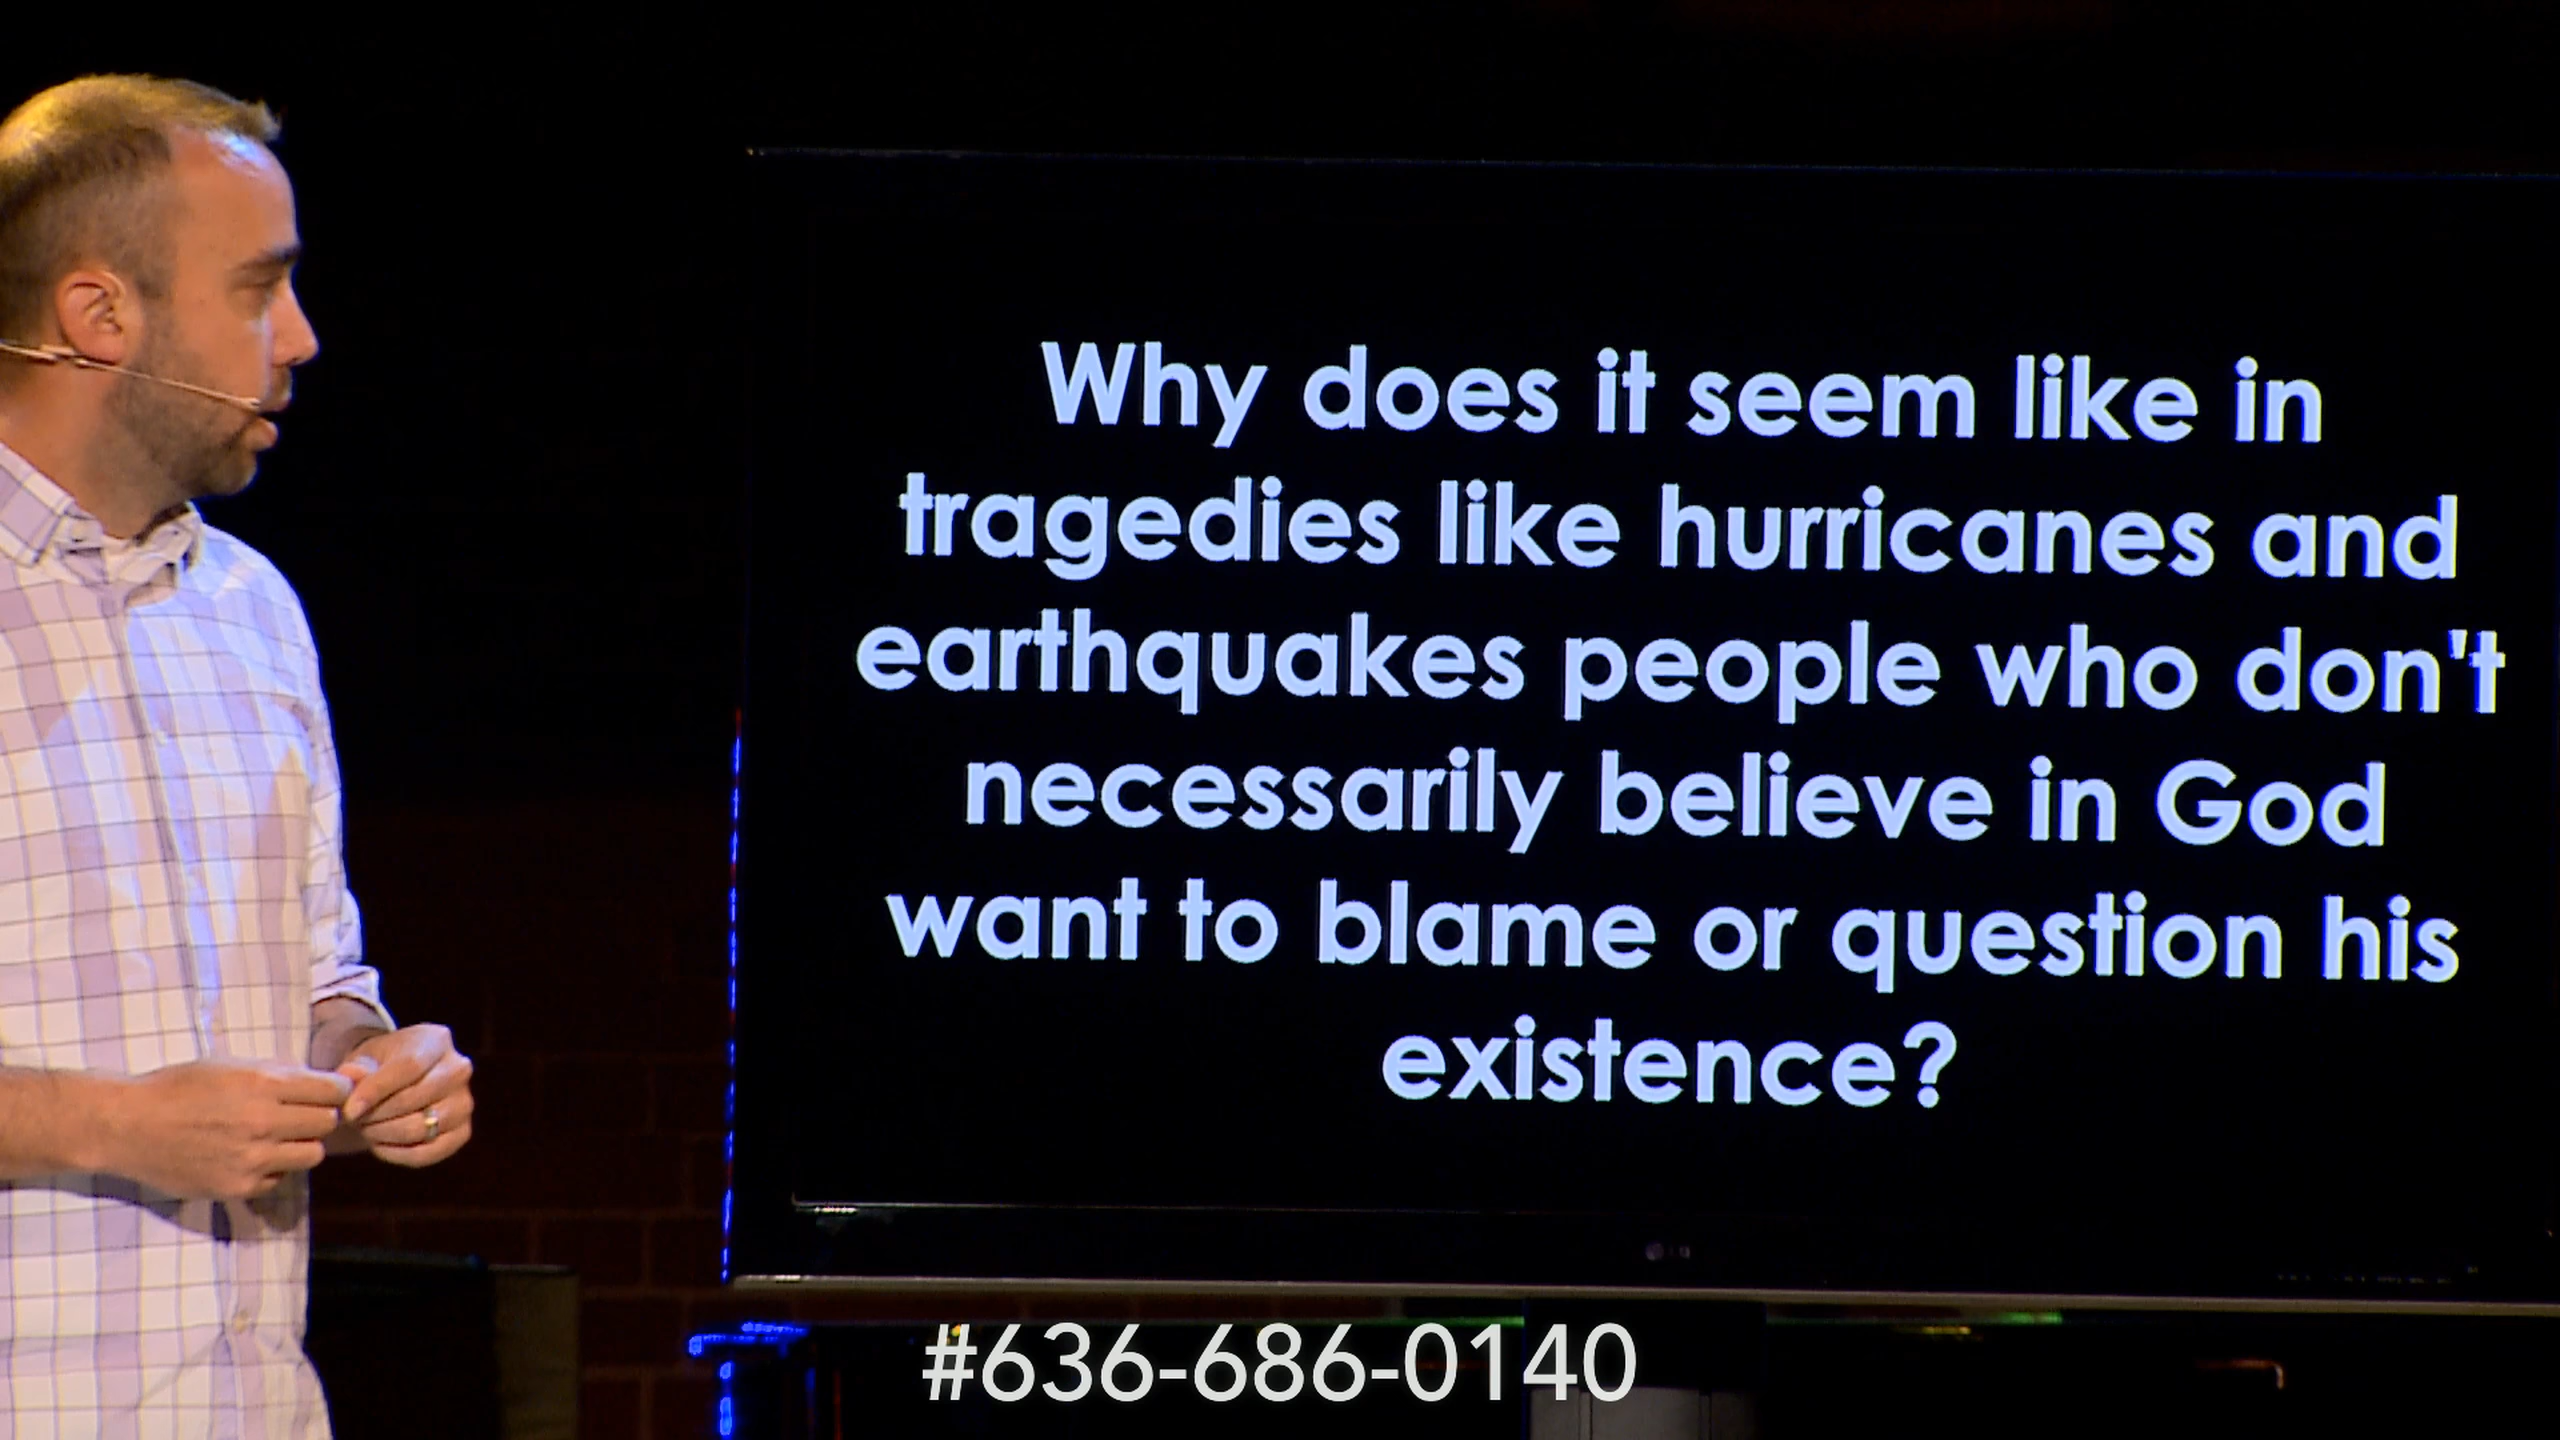 Why does it seem like in
tragedies like hurricanes and
earthquakes people who don't
necessarily believe in God
want to blame or question his
existence?
LG
#636-686-0140